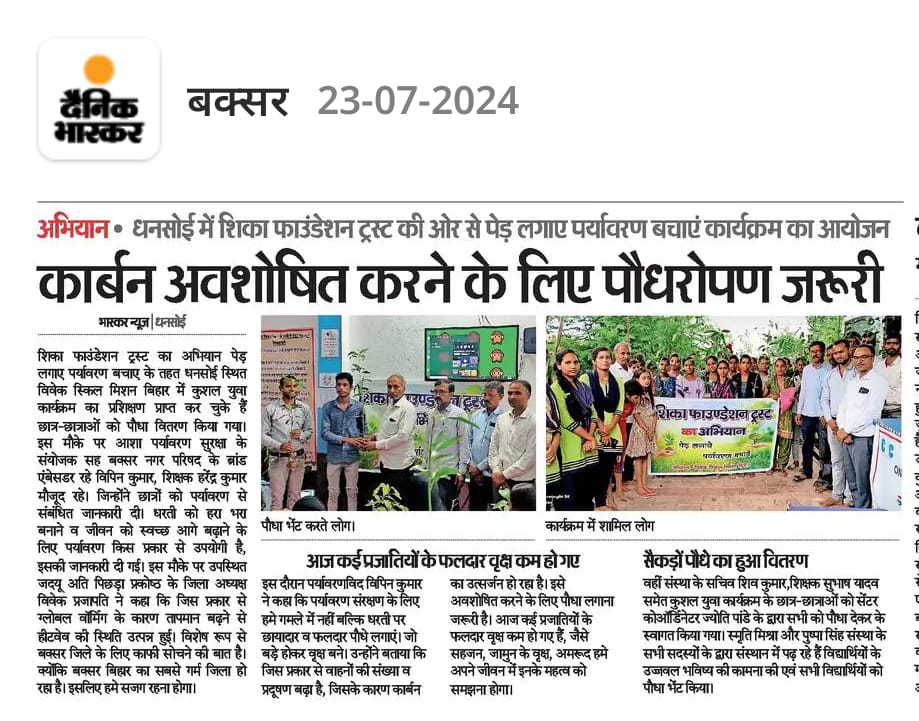 दैनिक
भास्कर
बक्सर 23-07-2024
अभियान • धनसोई में शिका फाउंडेशन ट्रस्ट की ओर से पेड़ लगाए पर्यावरण बचाएं कार्यक्रम का आयोजन
कार्बन अवशोषित करने के लिए पौधरोपण जरूरी
भास्कर न्यूज | धनसोई
शिका फाउंडेशन ट्रस्ट का अभियान पेड़
लगाए पर्यावरण बचाए के तहत धनसोई स्थित
विवेक स्किल मिशन बिहार में कुशल युवा
कार्यक्रम का प्रशिक्षण प्राप्त कर चुके हैं
छात्र-छात्राओं को पौधा वितरण किया गया।
इस मौके पर आशा पर्यावरण सुरक्षा के
संयोजक सह बक्सर नगर परिषद के ब्रांड
एंबेसडर रहे विपिन कुमार, शिक्षक हरेंद्र कुमार
मौजूद रहे। जिन्होंने छात्रों को पर्यावरण से
संबंधित जानकारी दी। धरती को हरा भरा
बनाने व जीवन को स्वच्छ आगे बढ़ाने के
लिए पर्यावरण किस प्रकार से उपयोगी है,
इसकी जानकारी दी गई। इस मौके पर उपस्थित
जदयू अति पिछड़ा प्रकोष्ठ के जिला अध्यक्ष
विवेक प्रजापति ने कहा कि जिस प्रकार से
ग्लोबल वॉर्मिंग के कारण तापमान बढ़ने से
हीटवेव की स्थिति उत्पन्न हुई। विशेष रूप से
बक्सर जिले के लिए काफी सोचने की बात है।
क्योंकि बक्सर बिहार का सबसे गर्म जिला हो
रहा है। इसलिए हमे सजग रहना होगा।
शिका फाउण्डेशन ट्रस्ट
पौधा भेंट करते लोग।
शिका फाउण्डेशन ट्रस्ट
का अभियान
पेड़ लगाये
पर्यावरण बचाये
कार्यक्रम में शामिल लोग
आज कई प्रजातियों के फलदार वृक्ष कम हो गए
इस दौरान पर्यावरणविद विपिन कुमार
ने कहा कि पर्यावरण संरक्षण के लिए
हमे गमले में नहीं बल्कि धरती पर
छायादार व फलदार पौधे लगाएं। जो
बड़े होकर वृक्ष बने। उन्होंने बताया कि
जिस प्रकार से वाहनों की संख्या व
प्रदूषण बढ़ा है, जिसके कारण कार्बन
का उत्सर्जन हो रहा है। इसे
अवशोषित करने के लिए पौधा लगाना
जरूरी है। आज कई प्रजातियों के
फलदार वृक्ष कम हो गए हैं, जैसे
सहजन, जामुन के वृक्ष, अमरूद हमे
अपने जीवन में इनके महत्व को
समझना होगा।
सैकड़ों पौधे का हुआ वितरण
वहीं संस्था के सचिव शिव कुमार,शिक्षक सुभाष यादव
समेत कुशल युवा कार्यक्रम के छात्र-छात्राओं को सेंटर
कोऑर्डिनेटर ज्योति पांडे के द्वारा सभी को पौधा देकर के
स्वागत किया गया। स्मृति मिश्रा और पुष्पा सिंह संस्था के
सभी सदस्यों के द्वारा संस्थान में पढ़ रहे हैं विद्यार्थियों के
उज्जवल भविष्य की कामना की एवं सभी विद्यार्थियों को
पौधा भेंट किया।